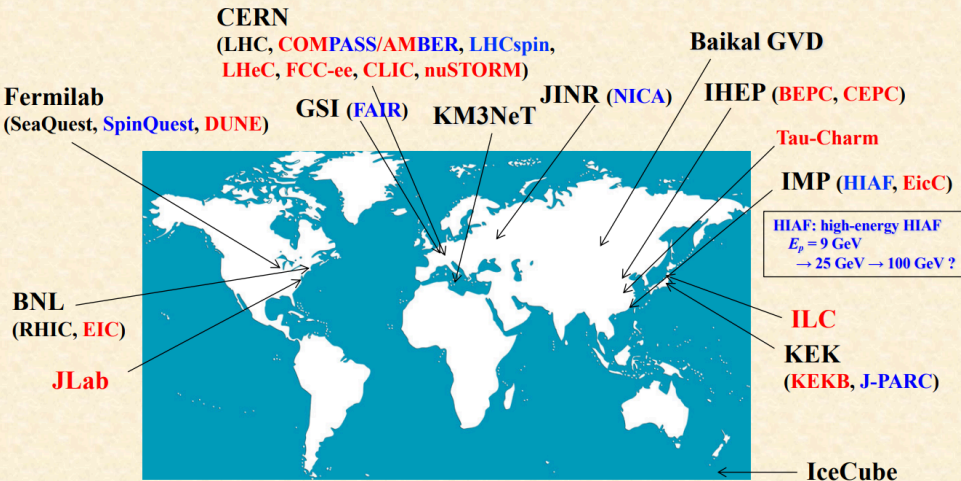 CERN
(LHC, COMPASS/AMBER, LHCspin,
LHeC, FCC-ee, CLIC, nuSTORM)
Baikal GVD
Fermilab
(SeaQuest, SpinQuest, DUNE)
GSI (FAIR)
KM3NeT
JINR (NICA)
IHEP (BEPC, CEPC)
Tau-Charm
IMP (HIAF, EicC)
HIAF: high-energy HIAF
Ep = 9 GeV
→ 25 GeV → 100 GeV ?
BNL
(RHIC, EIC)
JLab
ILC
KEK
(KEKB, J-PARC)
IceCube